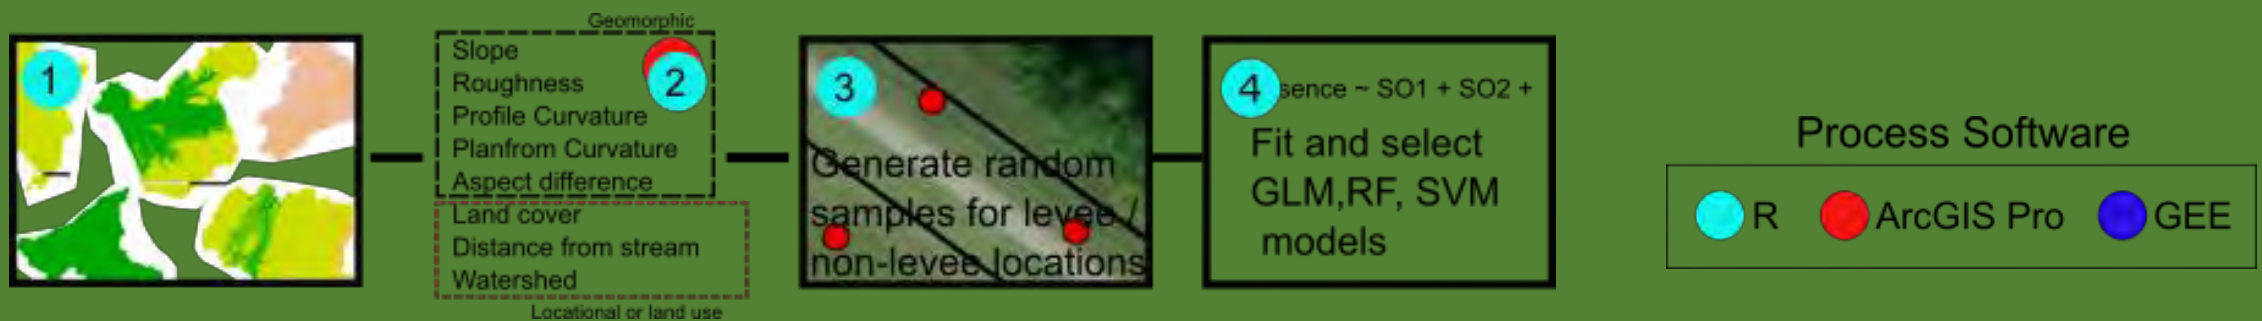 1
Geomorphic
Slope
Roughness
Profile Curvature
Planfrom Curvature
Aspect difference
2
Land cover
Distance from stream
Watershed
Locational or land use
3
Generate random
samples for levee /
non-levee locations
4
sence ~ SO1 + SO2 +
Fit and select
GLM,RF, SVM
models
Process Software
R ArcGIS Pro GEE